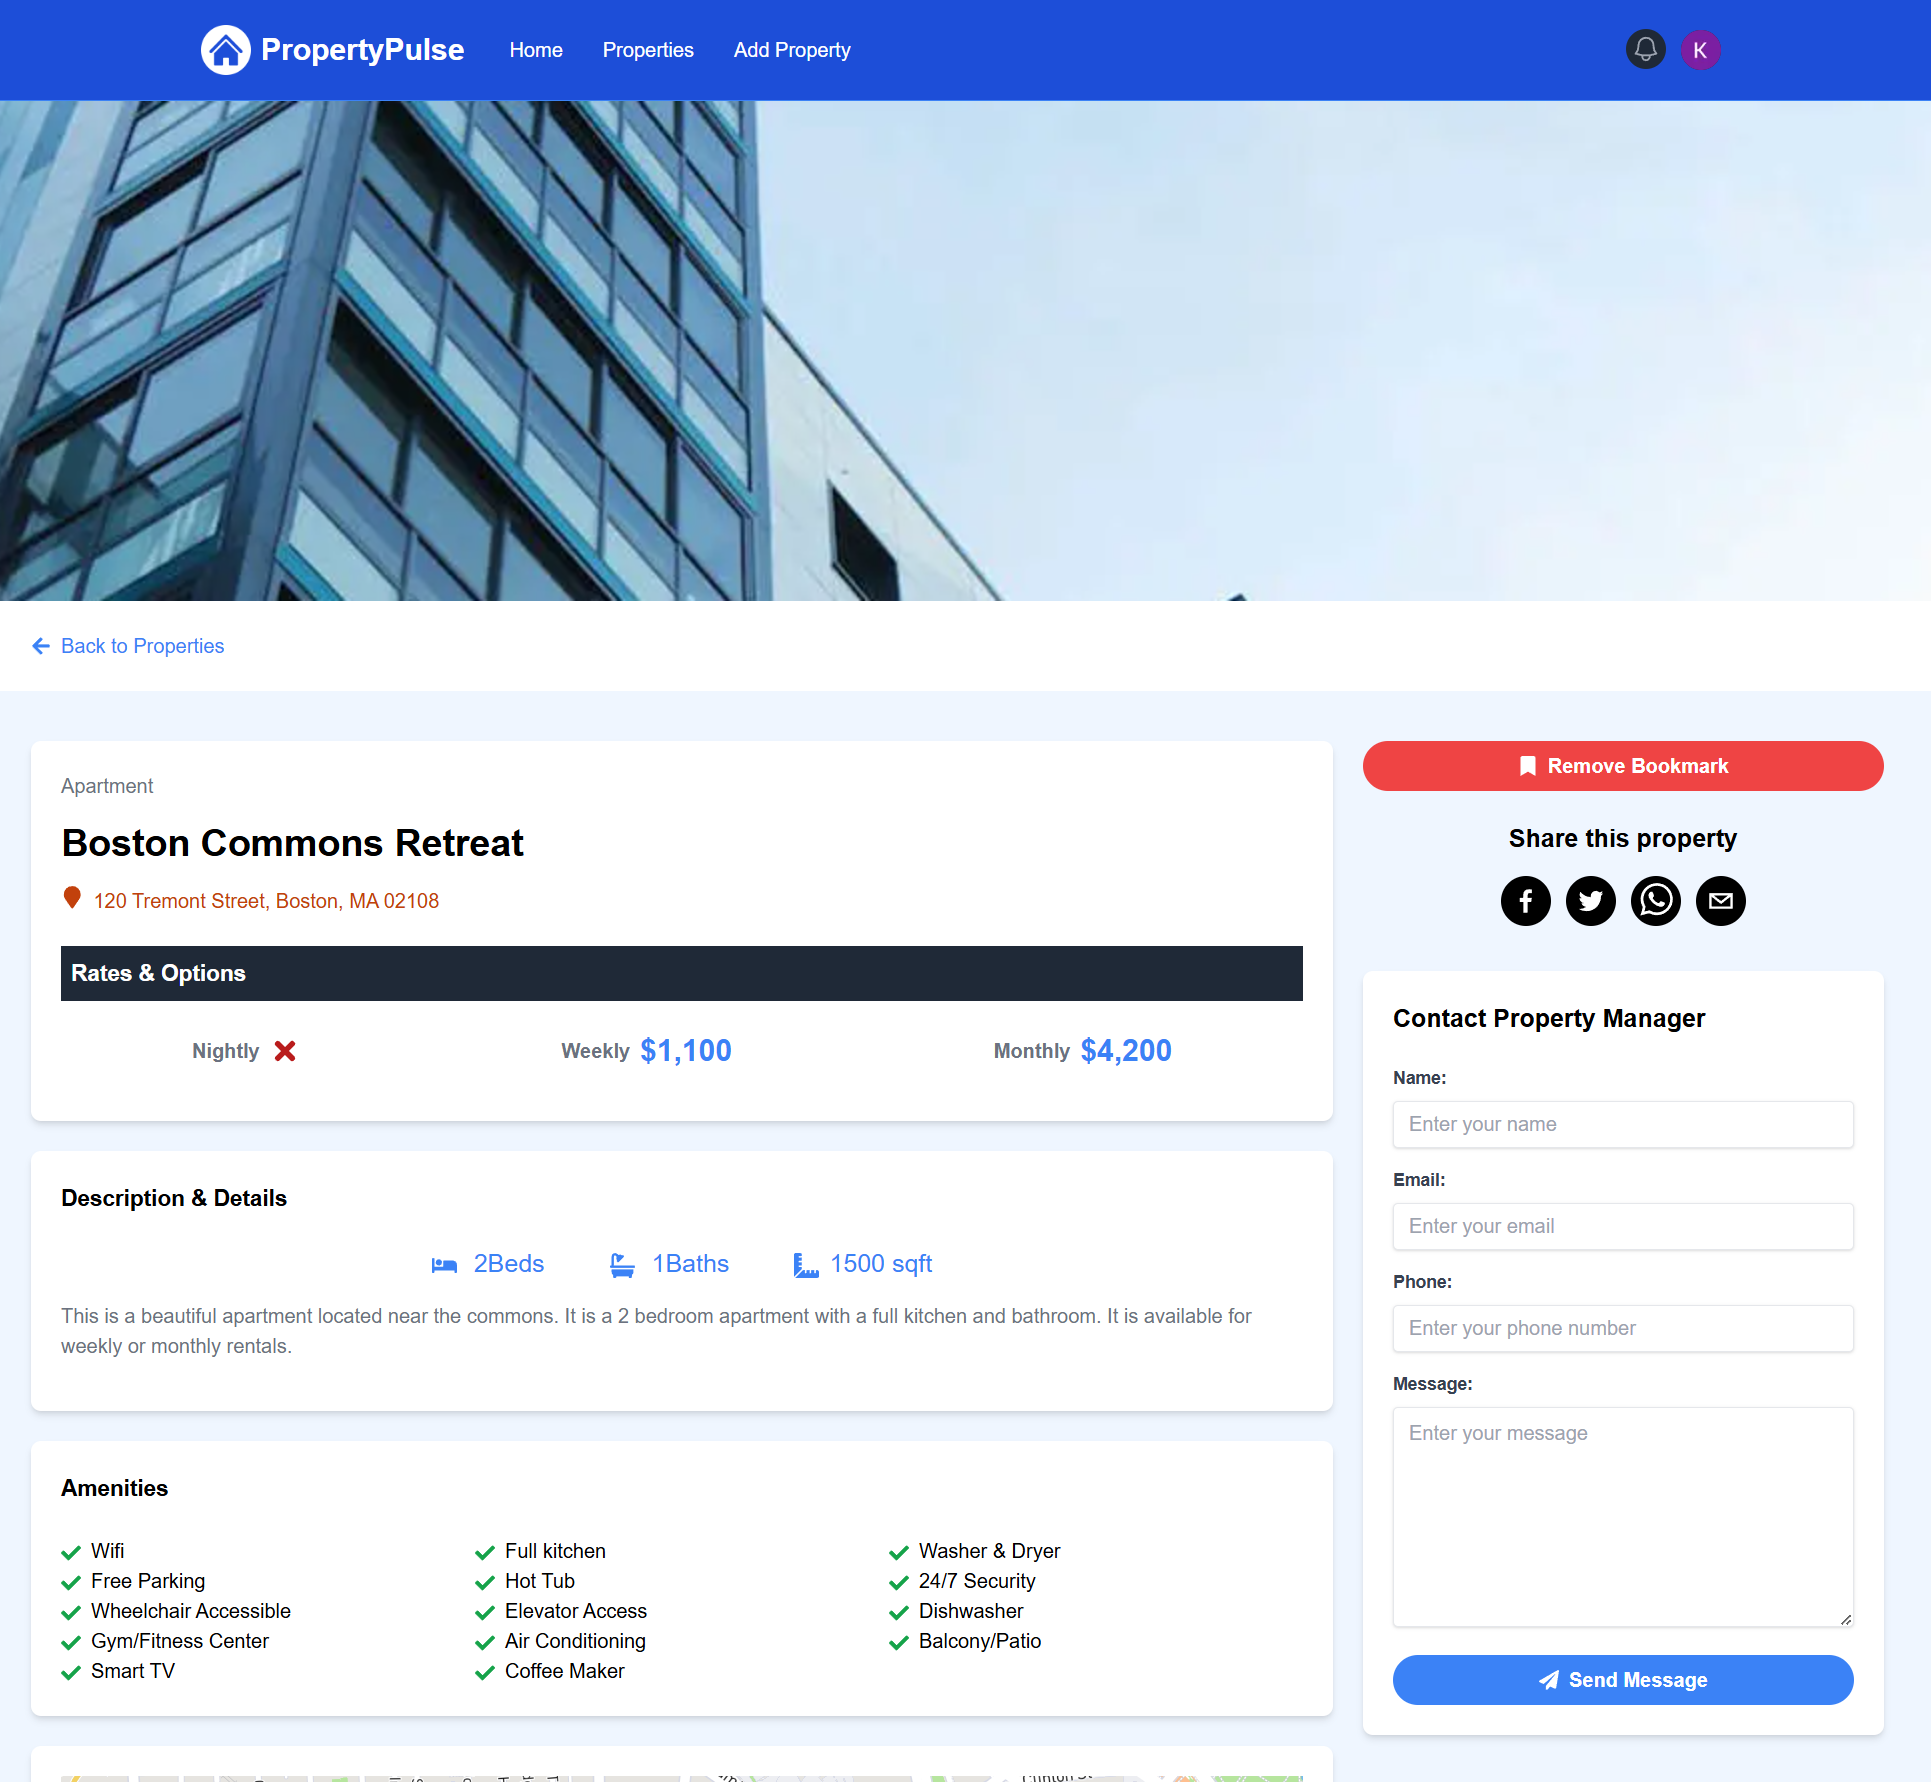 PropertyPulse
Home
Properties
Add Property
K
Back to Properties
Apartment
Boston Commons Retreat
120 Tremont Street, Boston, MA 02108
Rates & Options
Nightly
Weekly $1,100
Monthly $4,200
Description & Details
2Beds
1Baths
1500 sqft
This is a beautiful apartment located near the commons. It is a 2 bedroom apartment with a full kitchen and bathroom. It is available for
weekly or monthly rentals.
Amenities
Wifi
Full kitchen
Washer & Dryer
Free Parking
Hot Tub
24/7 Security
Wheelchair Accessible
Elevator Access
Dishwasher
Gym/Fitness Center
Air Conditioning
Balcony/Patio
Smart TV
Coffee Maker
Remove Bookmark
Share this property
Contact Property Manager
Name:
Enter your name
Email:
Enter your email
Phone:
Enter your phone number
Message:
Enter your message
Send Message